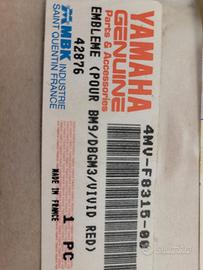 YAMAHA
GENUINE
Parts & Accessories
MBK INDUSTRIE
SAINT QUENTIN FRANCE
4MV-F8315-00
EMBLEME (POUR BM9/DBGM3/VIVID RED)
42876
MADE IN FRANCE
1 PC